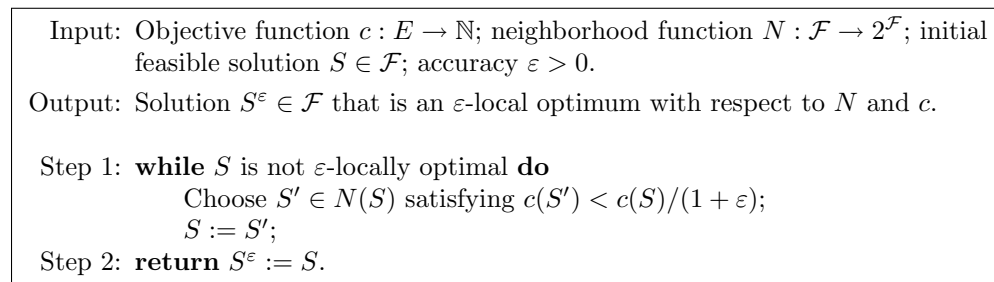 Input: Objective function c : E → ℕ; neighborhood function N : ℱ → 2^ℱ; initial
feasible solution S ∈ ℱ; accuracy ε > 0.
Output: Solution S^ε ∈ ℱ that is an ε-local optimum with respect to N and c.
Step 1: while S is not ε-locally optimal do
Choose S′ ∈ N(S) satisfying c(S′) < c(S)/(1 + ε);
S := S′;
Step 2: return S^ε := S.